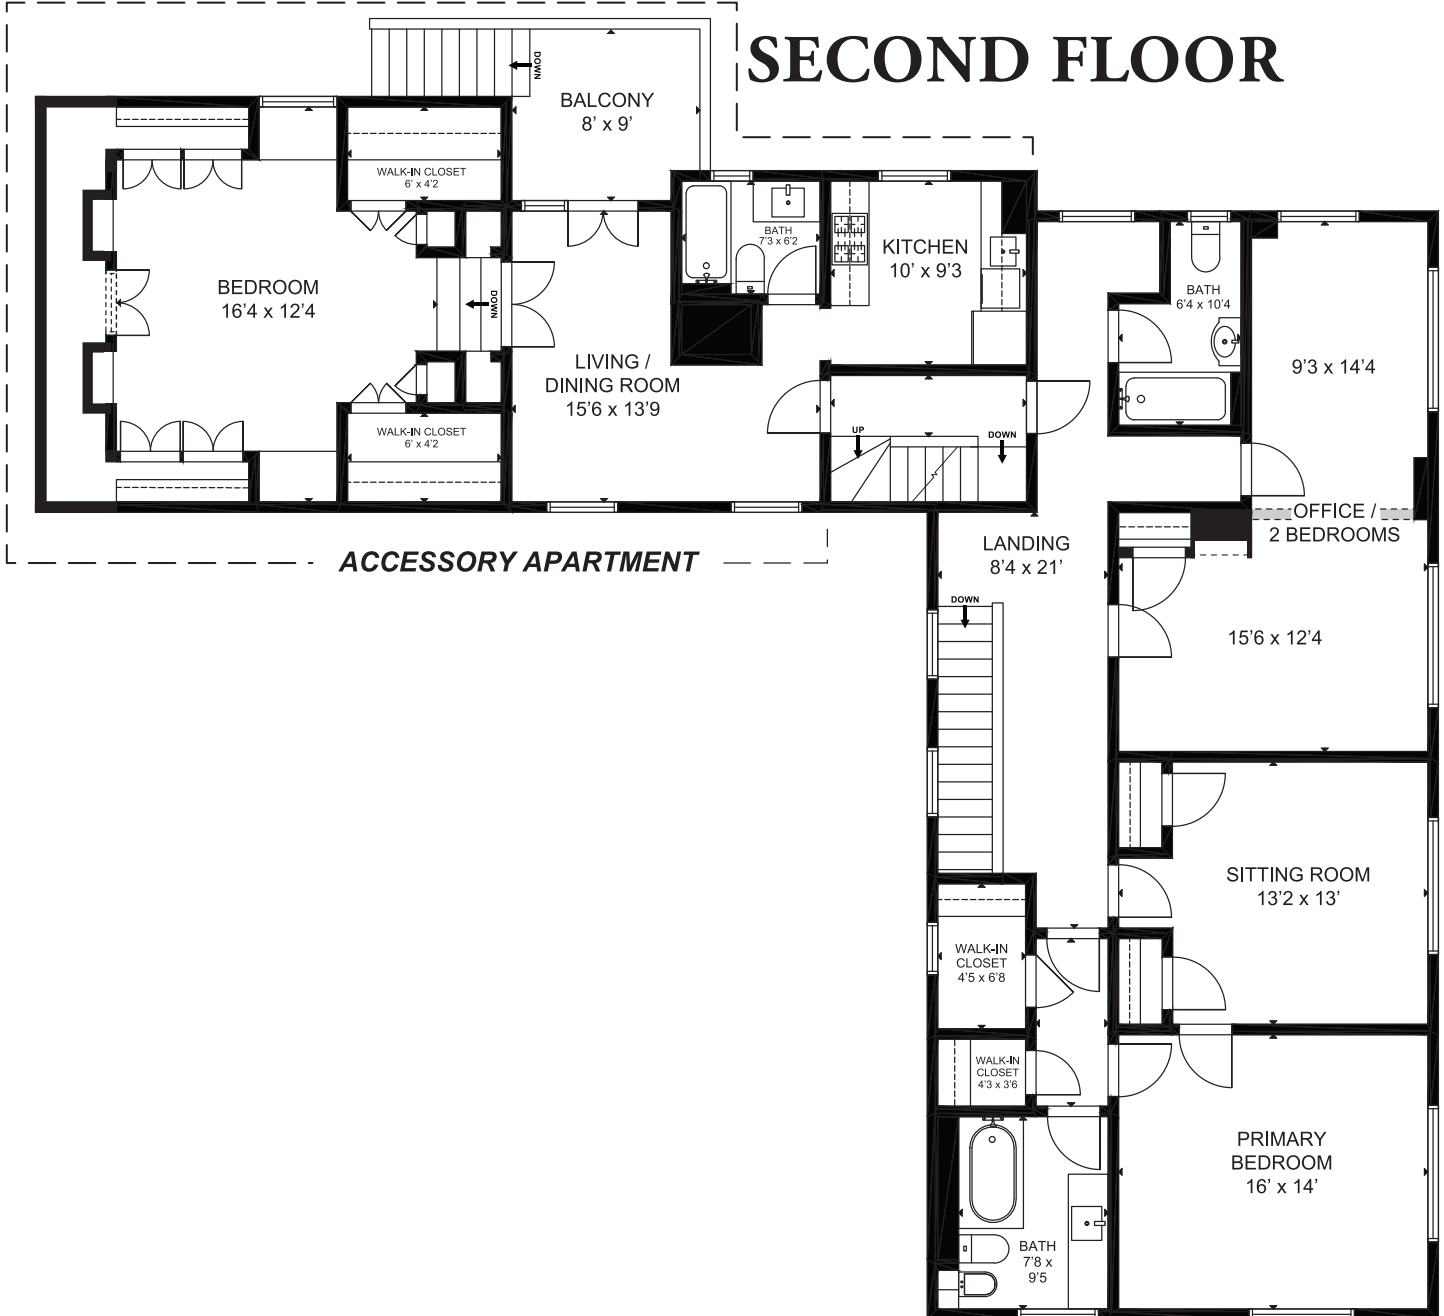 SECOND FLOOR
DOWN
BALCONY
8' x 9'
WALK-IN CLOSET
6' x 4'2
BATH
7'3 x 6'2
KITCHEN
10' x 9'3
BEDROOM
16'4 x 12'4
DOWN
BATH
6'4 x 10'4
LIVING /
DINING ROOM
15'6 x 13'9
9'3 x 14'4
WALK-IN CLOSET
6' x 4'2
UP
DOWN
OFFICE /
2 BEDROOMS
ACCESSORY APARTMENT
LANDING
8'4 x 21'
DOWN
15'6 x 12'4
SITTING ROOM
13'2 x 13'
WALK-IN
CLOSET
4'5 x 6'8
WALK-IN
CLOSET
4'3 x 3'6
PRIMARY
BEDROOM
16' x 14'
BATH
7'8 x
9'5